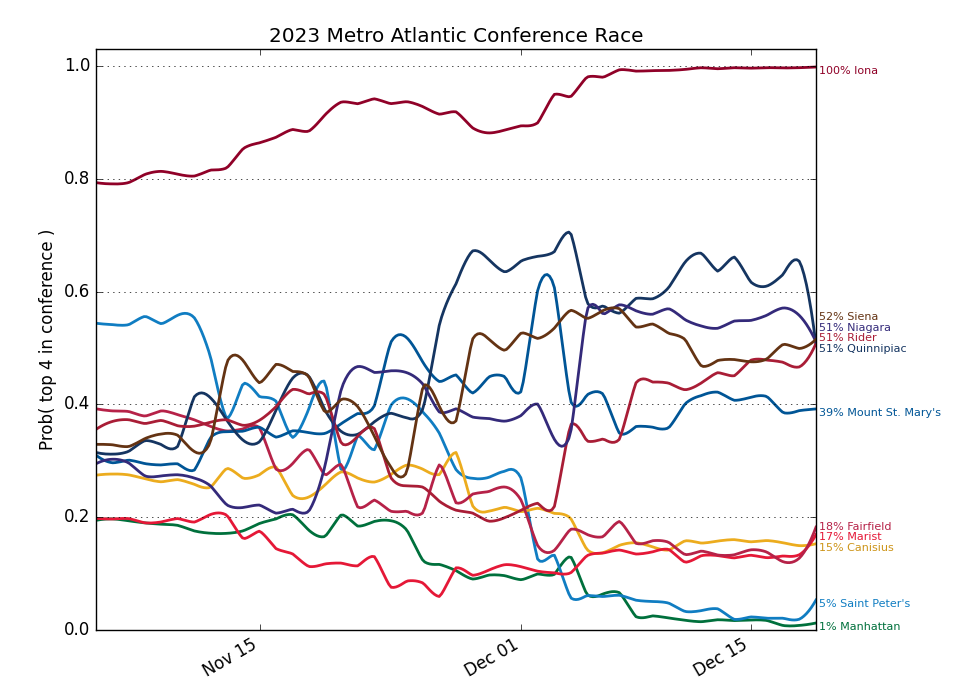 2023 Metro Atlantic Conference Race
Prob( top 4 in conference )
1.0
0.8
0.6
0.4
0.2
0.0
Nov 15
Dec 01
Dec 15
100% Iona
52% Siena
51% Niagara
51% Rider
51% Quinnipiac
39% Mount St. Mary's
18% Fairfield
17% Marist
15% Canisius
5% Saint Peter's
1% Manhattan